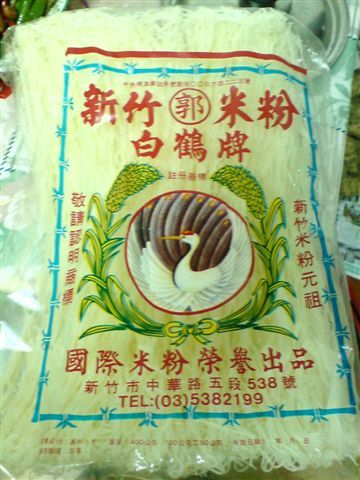 新竹 郭 米粉
白鶴牌
註冊商標
敬請認明商標
新竹米粉元祖
國際米粉榮譽出品
新竹市中華路五段538號
TEL:(03)5382199